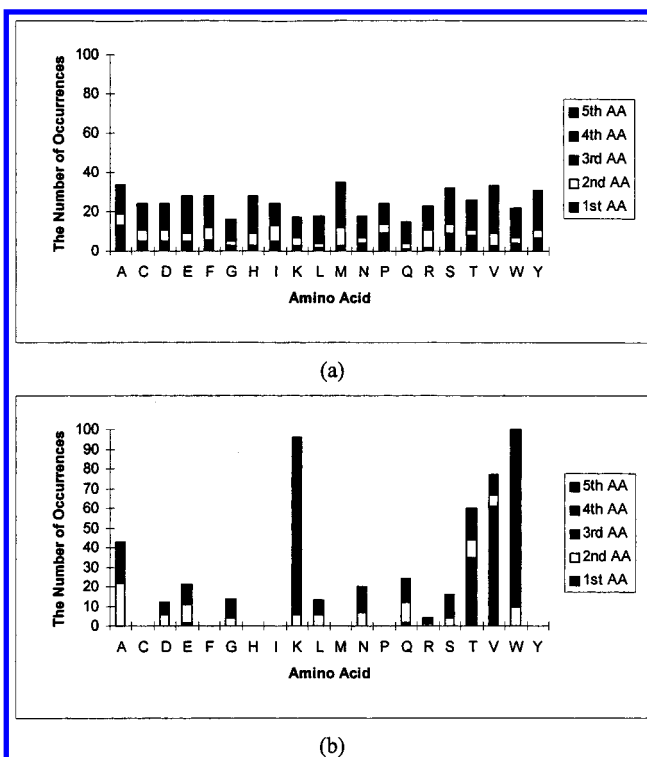 The Number of Occurrences
100
80
60
40
20
0
A C D E F G H I K L M N P Q R S T V W Y
Amino Acid
5th AA
4th AA
3rd AA
2nd AA
1st AA
(a)
The Number of Occurrences
100
90
80
70
60
50
40
30
20
10
0
A C D E F G H I K L M N P Q R S T V W Y
Amino Acid
5th AA
4th AA
3rd AA
2nd AA
1st AA
(b)